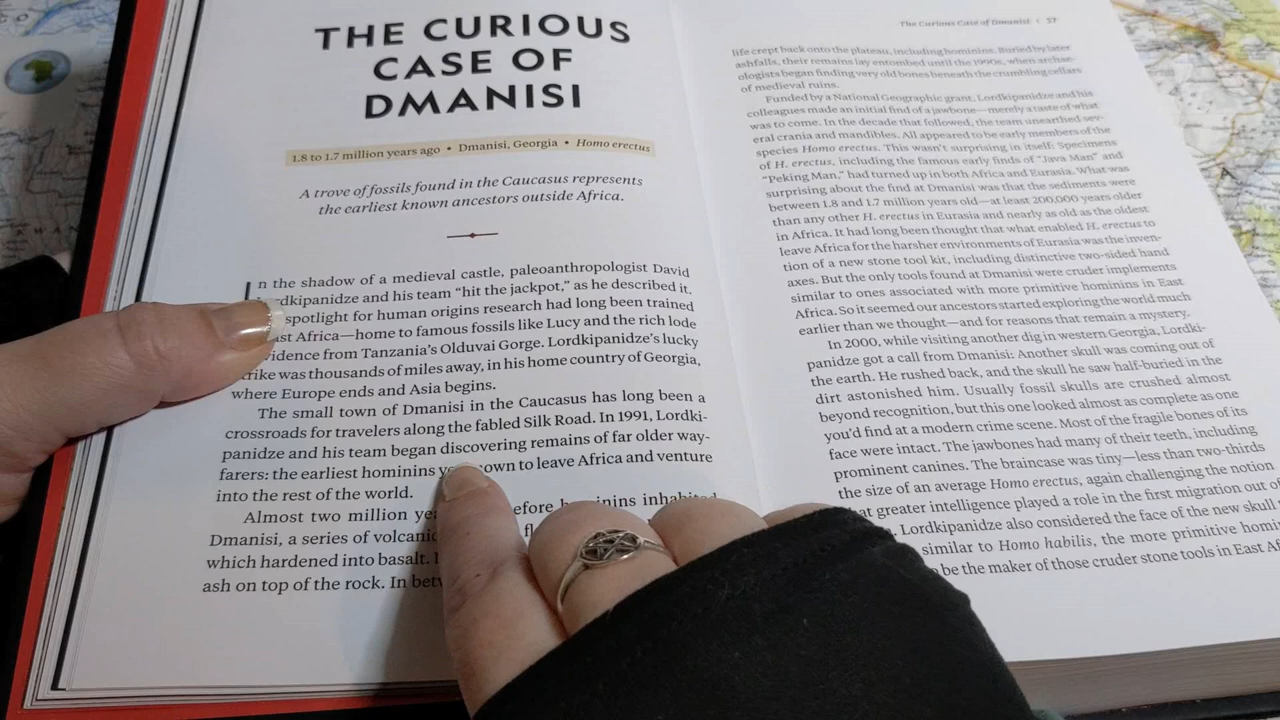 THE CURIOUS
CASE OF
DMANISI
1.8 to 1.7 million years ago • Dmanisi, Georgia • Homo erectus
A trove of fossils found in the Caucasus represents
the earliest known ancestors outside Africa.
In the shadow of a medieval castle, paleoanthropologist David
dkipanidze and his team “hit the jackpot,” as he described it.
spotlight for human origins research had long been trained
ast Africa—home to famous fossils like Lucy and the rich lode
idence from Tanzania’s Olduvai Gorge. Lordkipanidze’s lucky
rike was thousands of miles away, in his home country of Georgia,
where Europe ends and Asia begins.
The small town of Dmanisi in the Caucasus has long been a
crossroads for travelers along the fabled Silk Road. In 1991, Lordki-
panidze and his team began discovering remains of far older way-
farers: the earliest hominins ye own to leave Africa and venture
into the rest of the world.
Almost two million yea efore hominins inhabited
Dmanisi, a series of volcanic fl
which hardened into basalt.
ash on top of the rock. In betw
The Curious Case of Dmanisi < 57
life crept back onto the plateau, including hominins. Buried by later
ashfalls, their remains lay entombed until the 1990s, when archae-
ologists began finding very old bones beneath the crumbling cellars
of medieval ruins.
Funded by a National Geographic grant, Lordkipanidze and his
colleagues made an initial find of a jawbone—merely a taste of what
was to come. In the decade that followed, the team unearthed sev-
eral crania and mandibles. All appeared to be early members of the
species Homo erectus. This wasn’t surprising in itself: Specimens
of H. erectus, including the famous early finds of “Java Man” and
“Peking Man,” had turned up in both Africa and Eurasia. What was
surprising about the find at Dmanisi was that the sediments were
between 1.8 and 1.7 million years old—at least 200,000 years older
than any other H. erectus in Eurasia and nearly as old as the oldest
in Africa. It had long been thought that what enabled H. erectus to
leave Africa for the harsher environments of Eurasia was the inven-
tion of a new stone tool kit, including distinctive two-sided hand
axes. But the only tools found at Dmanisi were cruder implements
similar to ones associated with more primitive hominins in East
Africa. So it seemed our ancestors started exploring the world much
earlier than we thought—and for reasons that remain a mystery.
In 2000, while visiting another dig in western Georgia, Lordki-
panidze got a call from Dmanisi. Another skull was coming out of
the earth. He rushed back, and the skull he saw half-buried in the
dirt astonished him. Usually fossil skulls are crushed almost
beyond recognition, but this one looked almost as complete as one
you’d find at a modern crime scene. Most of the fragile bones of its
face were intact. The jawbones had many of their teeth, including
prominent canines. The braincase was tiny—less than two-thirds
the size of an average Homo erectus, again challenging the notion
at greater intelligence played a role in the first migration out of
. Lordkipanidze also considered the face of the new skull
similar to Homo habilis, the more primitive homi
be the maker of those cruder stone tools in East Af